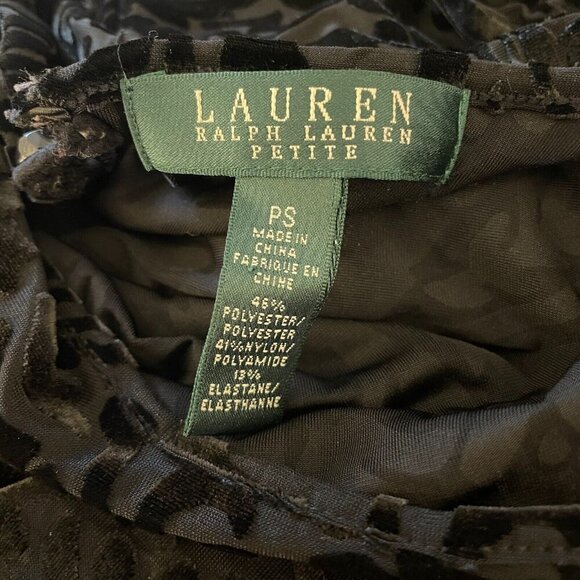 LAUREN
RALPH LAUREN
PETITE
PS
MADE IN
CHINA
FABRIQUE EN
CHINE
46%
POLYESTER/
POLYESTER
41% NYLON/
POLYAMIDE
13%
ELASTANE/
ELASTHANNE